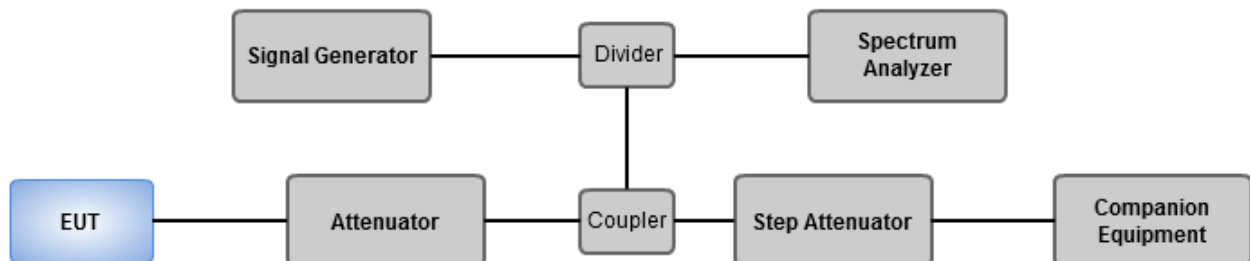 Signal Generator
Divider
Spectrum
Analyzer
EUT
Attenuator
Coupler
Step Attenuator
Companion
Equipment